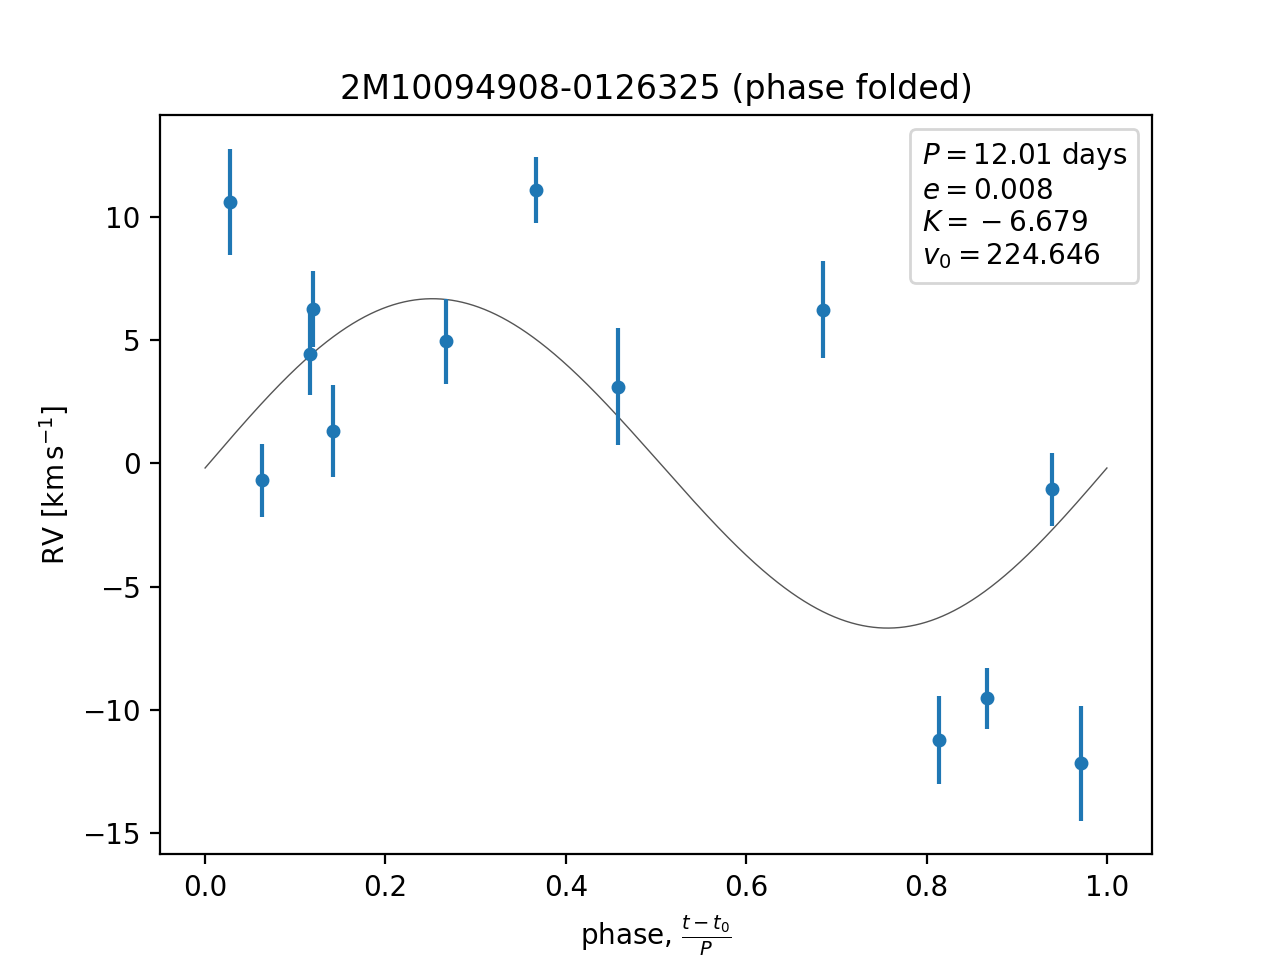 2M10094908-0126325 (phase folded)
P = 12.01 days
e = 0.008
K = −6.679
v₀ = 224.646
RV [km s⁻¹]
10
5
0
−5
−10
−15
0.0 0.2 0.4 0.6 0.8 1.0
phase, (t − t₀)/P